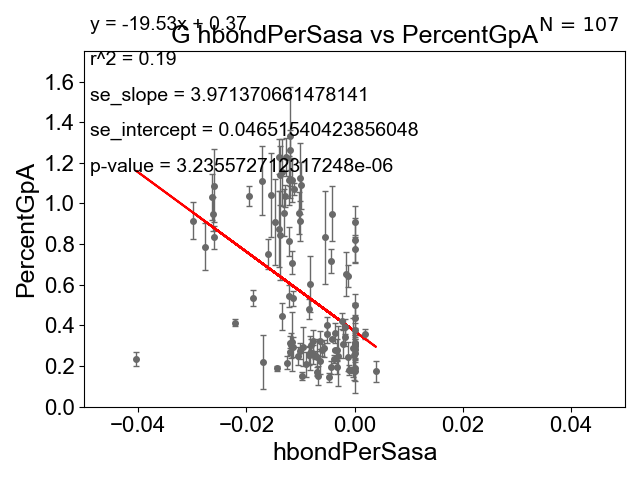 y = -19.53x + 0.37
N = 107
G hbondPerSasa vs PercentGpA
r^2 = 0.19
se_slope = 3.971370661478141
se_intercept = 0.04651540423856048
p-value = 3.235572712317248e-06
PercentGpA
1.6
1.4
1.2
1.0
0.8
0.6
0.4
0.2
0.0
−0.04 −0.02 0.00 0.02 0.04
hbondPerSasa